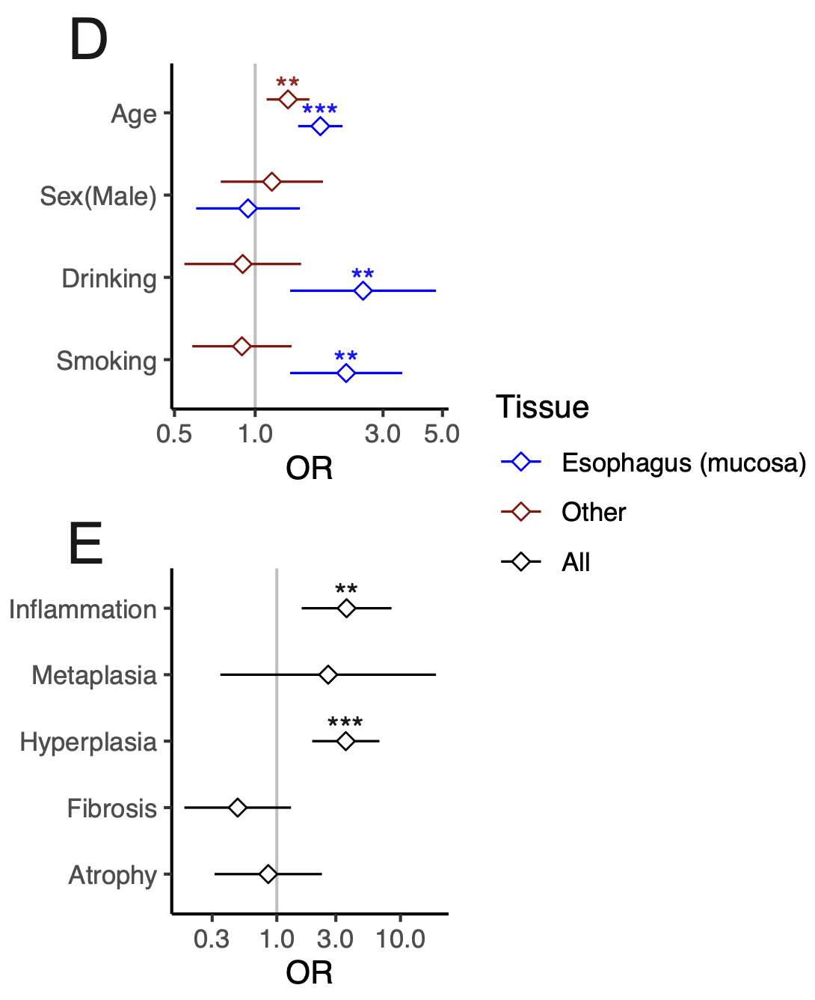 D
**
***
Age
Sex(Male)
**
Drinking
**
Smoking
0.5 1.0 3.0 5.0
OR
Tissue
Esophagus (mucosa)
Other
All
E
**
Inflammation
Metaplasia
***
Hyperplasia
Fibrosis
Atrophy
0.3 1.0 3.0 10.0
OR